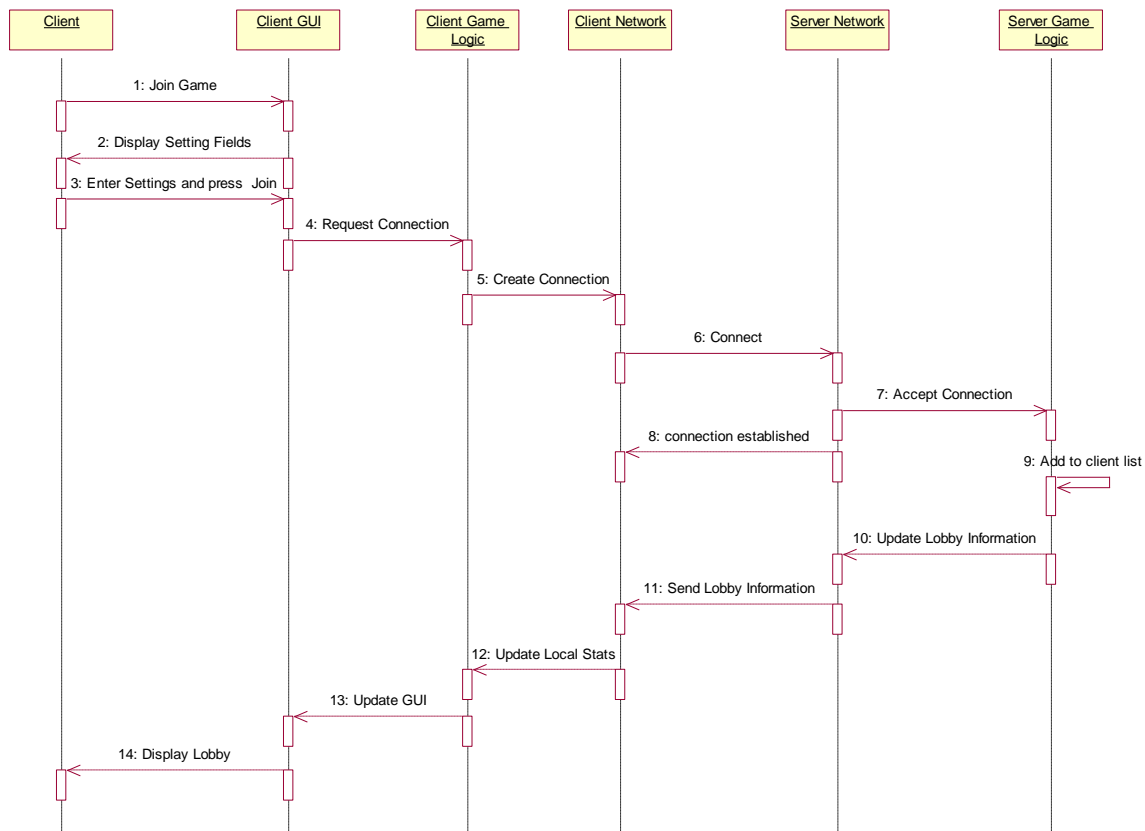 Client
Client GUI
Client Game
Logic
Client Network
Server Network
Server Game
Logic
1: Join Game
2: Display Setting Fields
3: Enter Settings and press  Join
4: Request Connection
5: Create Connection
6: Connect
7: Accept Connection
8: connection established
9: Add to client list
10: Update Lobby Information
11: Send Lobby Information
12: Update Local Stats
13: Update GUI
14: Display Lobby